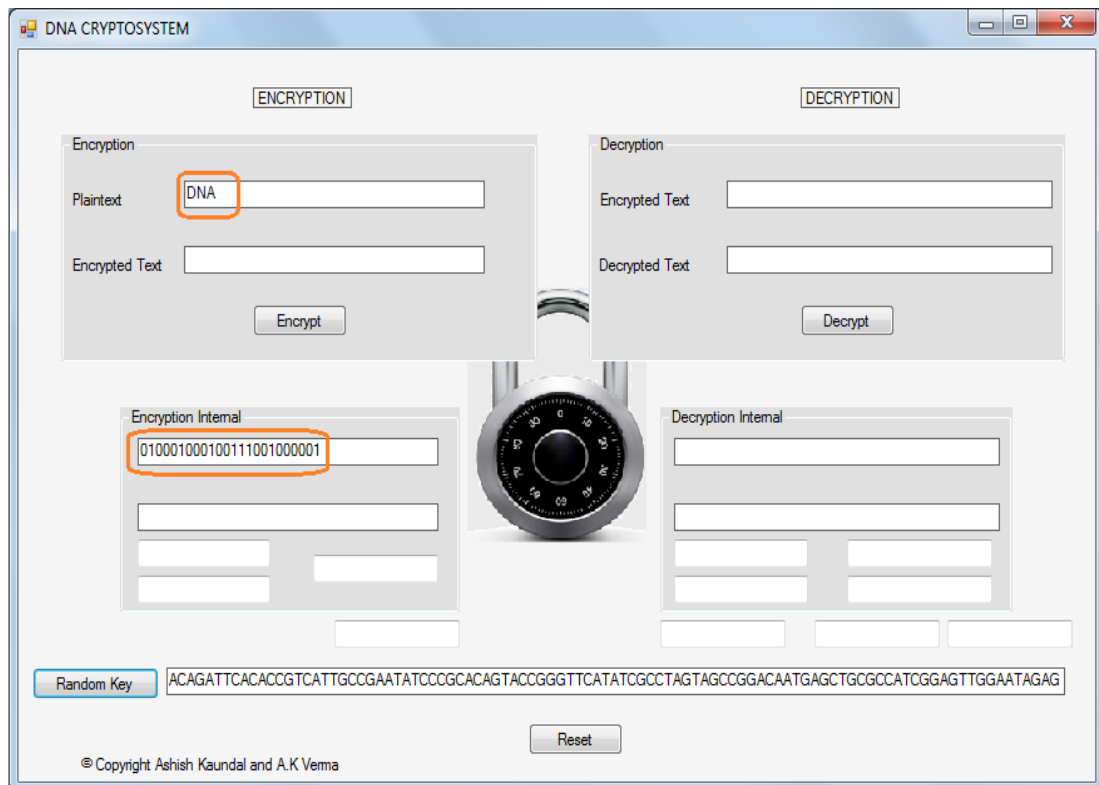 DNA CRYPTOSYSTEM
ENCRYPTION
DECRYPTION
Encryption
Plaintext
DNA
Encrypted Text
Encrypt
Decryption
Encrypted Text
Decrypted Text
Decrypt
Encryption Internal
010001000100111001000001
Decryption Internal
Random Key
ACAGATTCACACCGTCATTGCCGAATATCCCGCACAGTACCGGGTTCATATCGCCTAGTAGCCGGACAATGAGCTGCGCCATCGGAGTTGGAATAGAG
Reset
© Copyright Ashish Kaundal and A.K Verma